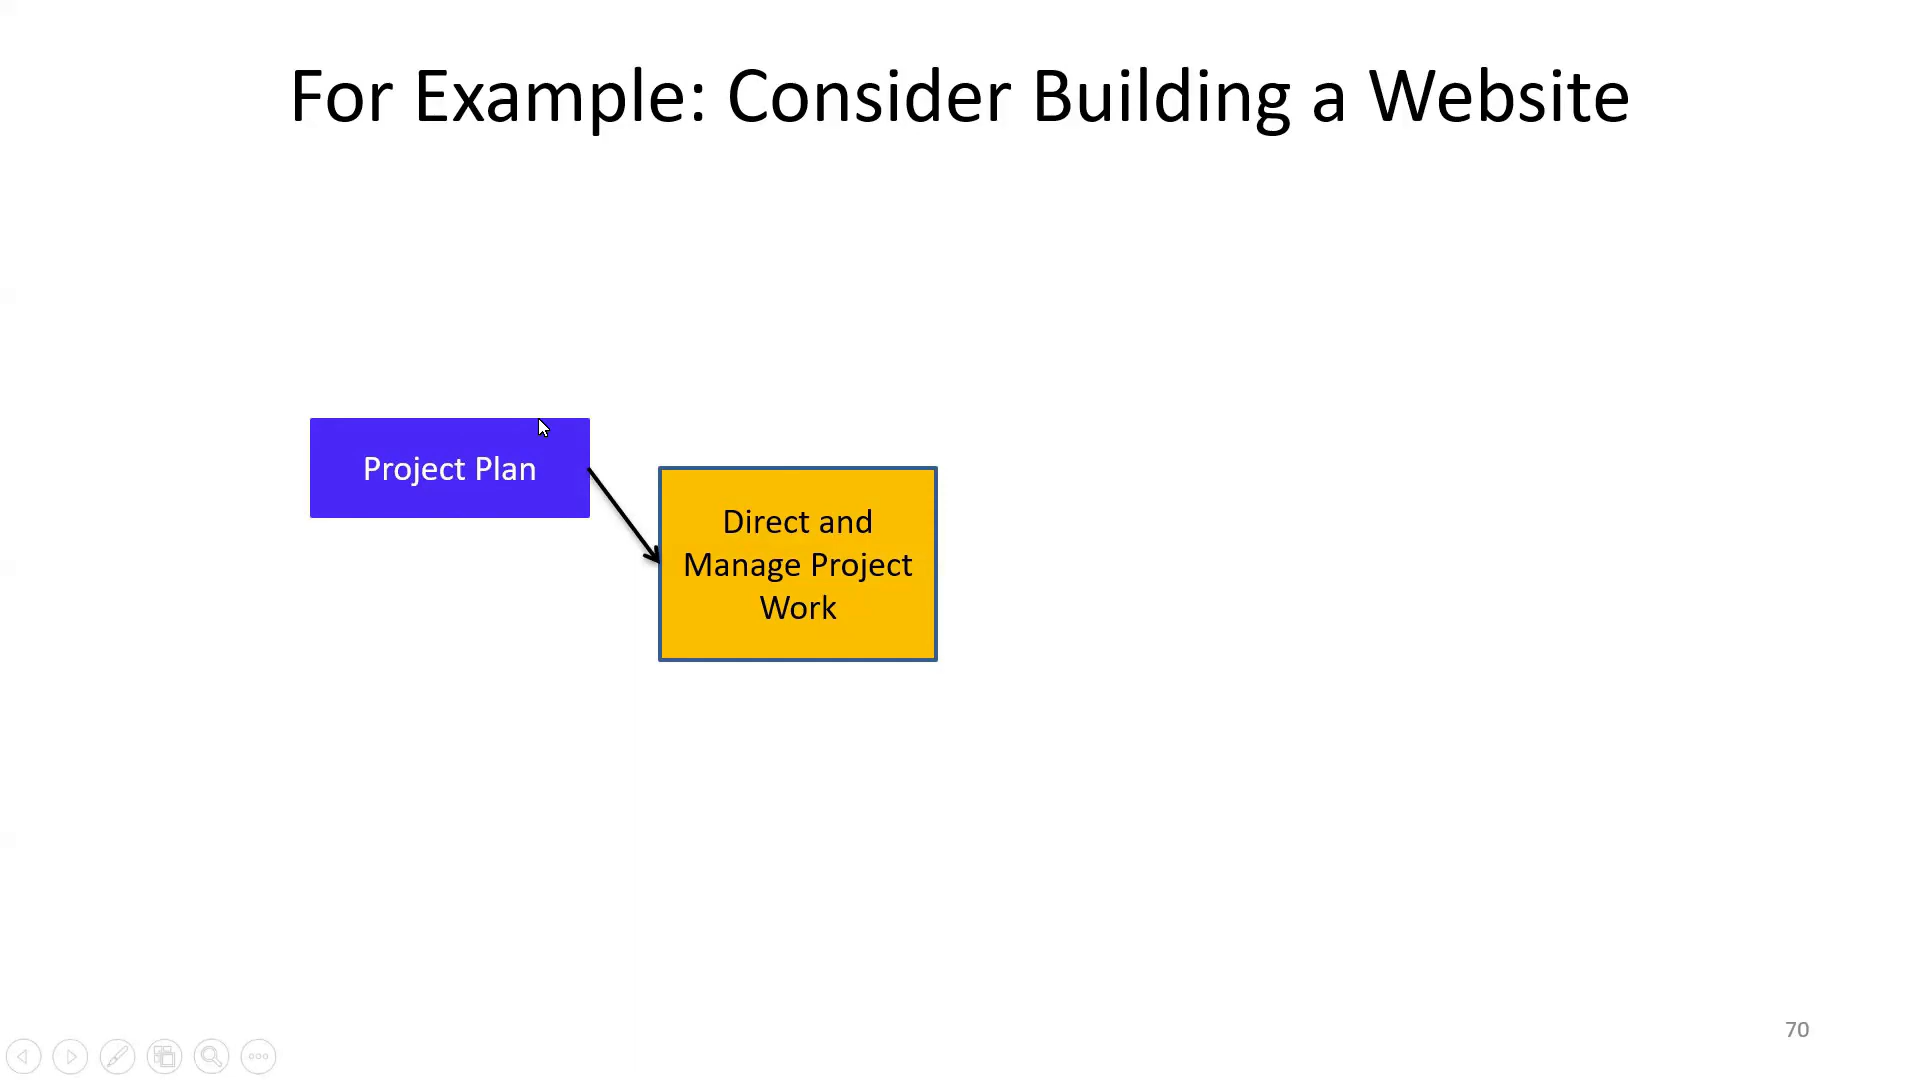 For Example: Consider Building a Website
Project Plan
Direct and
Manage Project
Work
70